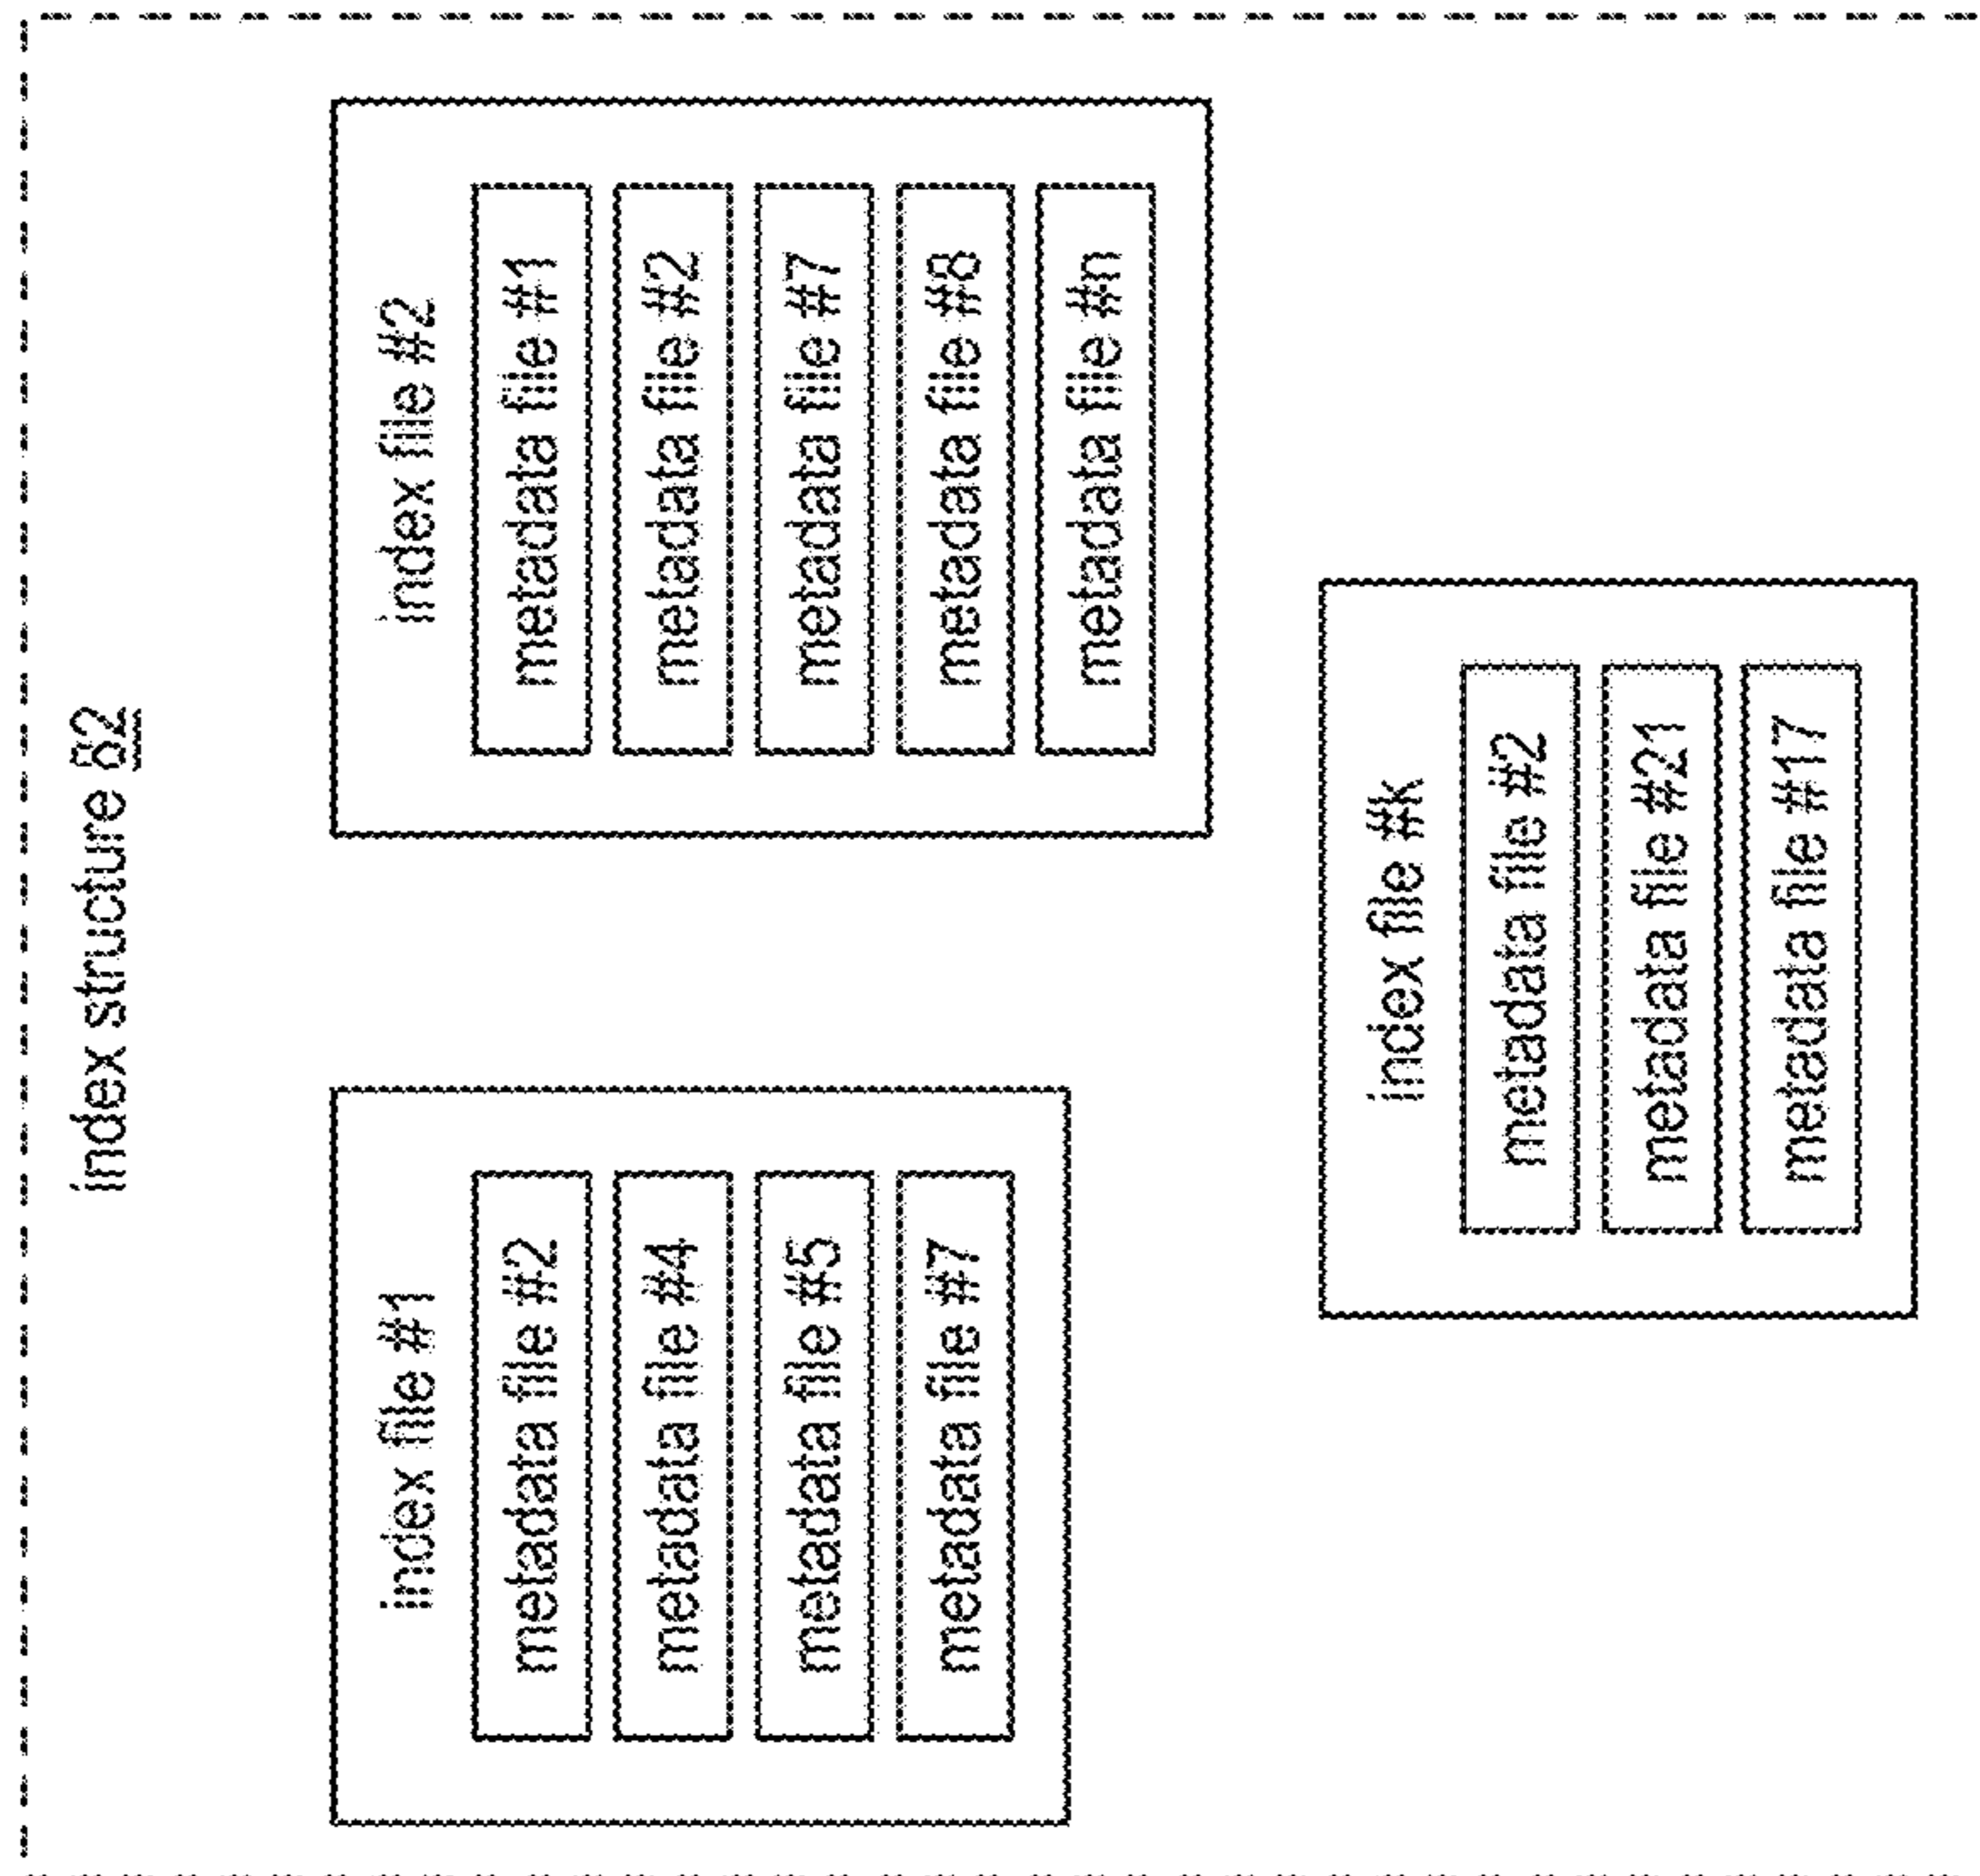 index structure 82
index file #1
metadata file #2
metadata file #4
metadata file #5
metadata file #7
index file #2
metadata file #1
metadata file #2
metadata file #7
metadata file #8
metadata file #n
index file #k
metadata file #2
metadata file #21
metadata file #17